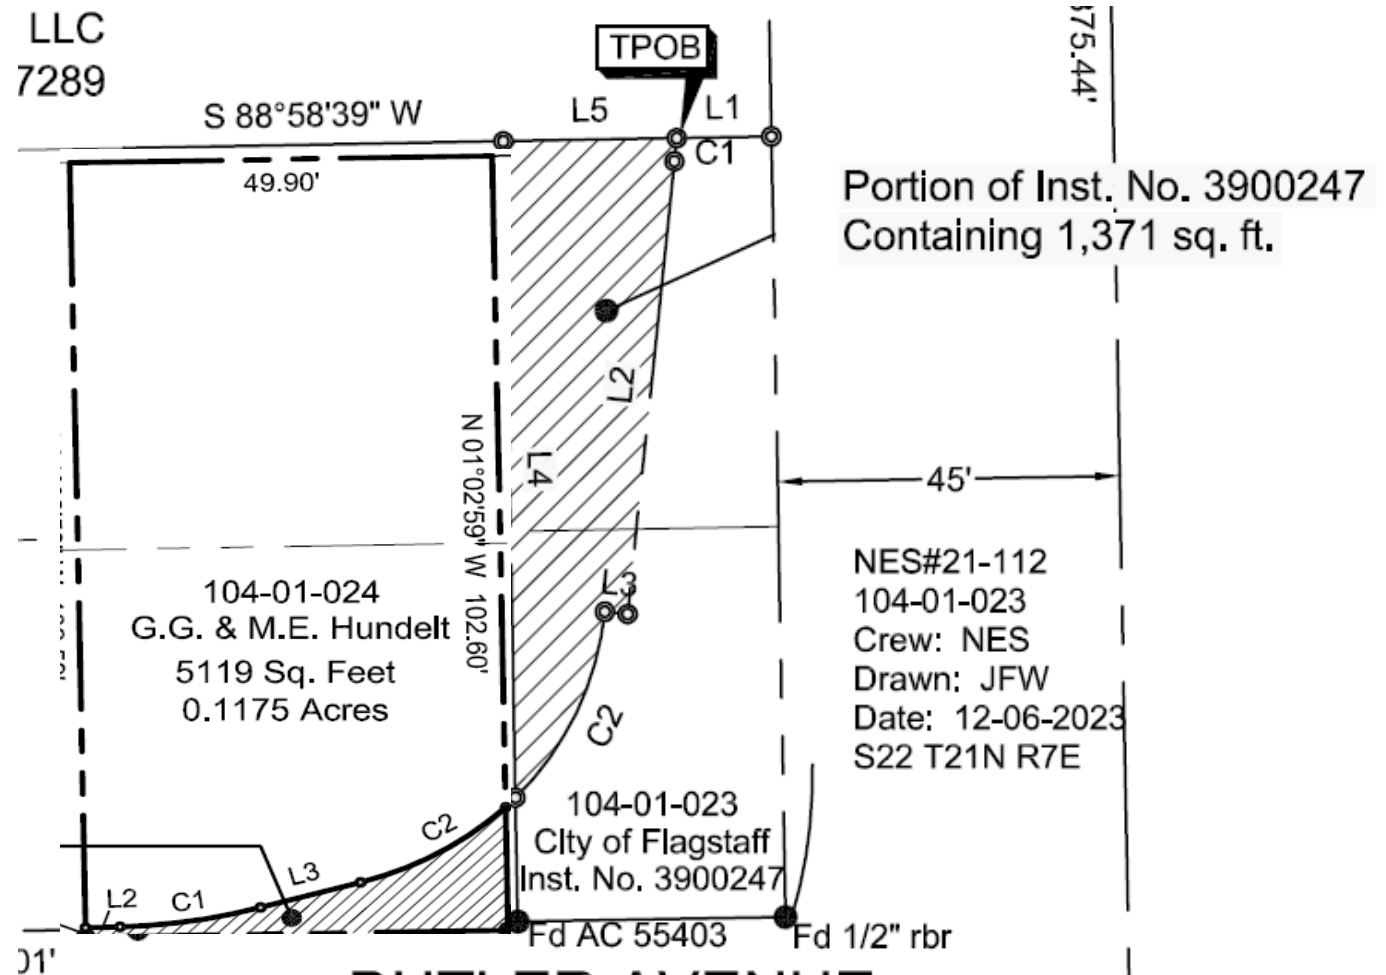 LLC
7289
TPOB
375.44'
S 88°58'39" W
L5
L1
C1
49.90'
Portion of Inst. No. 3900247
Containing 1,371 sq. ft.
L2
L4
N 01°02'59" W 102.60'
45'
L3
NES#21-112
104-01-023
Crew: NES
Drawn: JFW
Date: 12-06-2023
S22 T21N R7E
104-01-024
G.G. & M.E. Hundelt
5119 Sq. Feet
0.1175 Acres
C2
104-01-023
CIty of Flagstaff
Inst. No. 3900247
C2
L3
C1
L2
Fd AC 55403
Fd 1/2" rbr
01'
BUTLER AVENUE